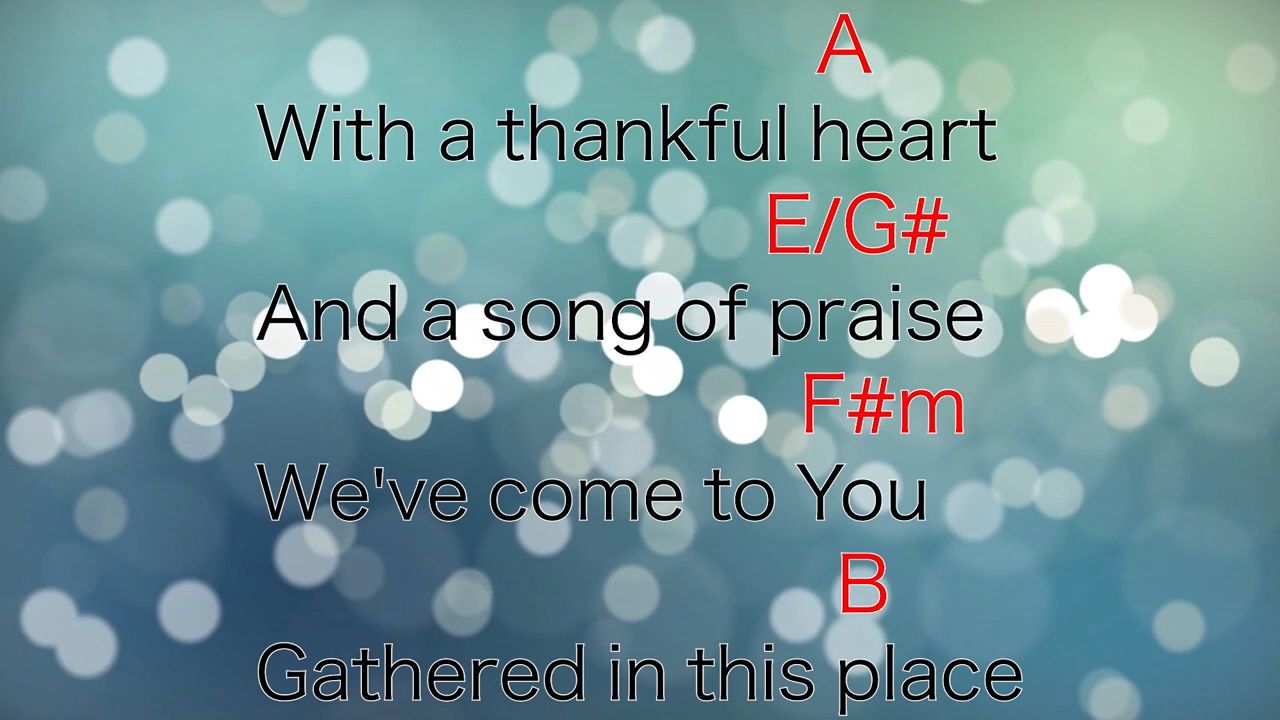 A
With a thankful heart
E/G#
And a song of praise
F#m
We've come to You
B
Gathered in this place